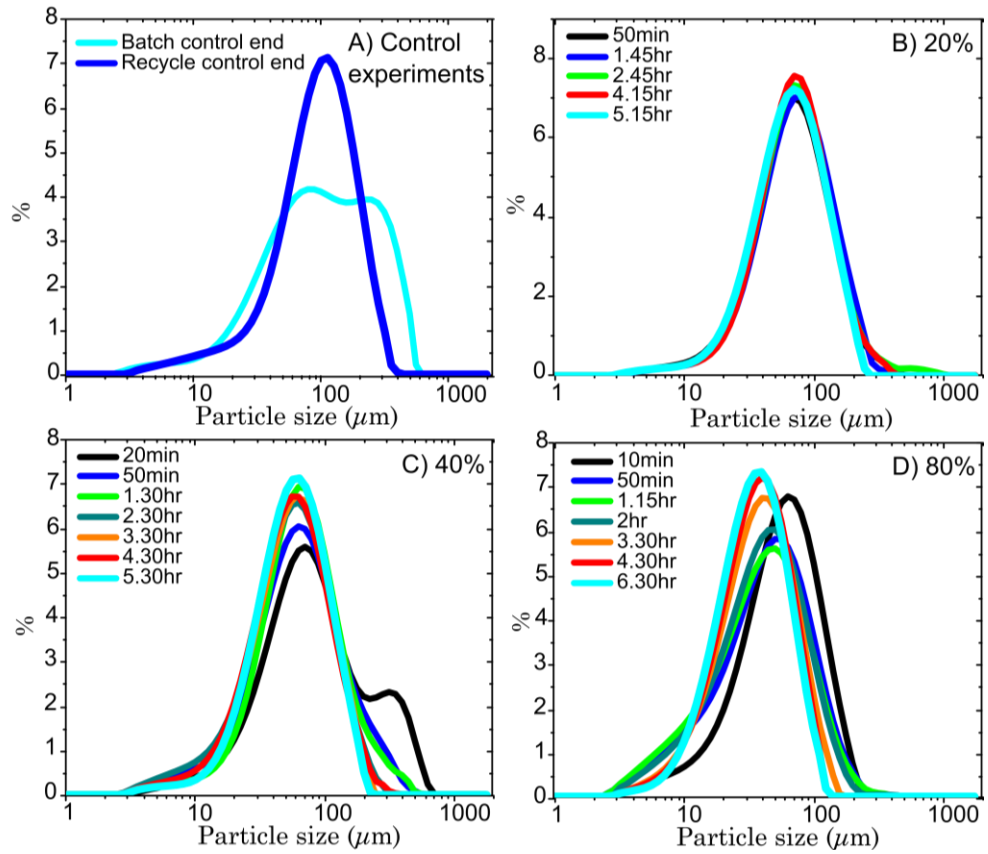 8
7
6
5
4
3
2
1
0
%
Batch control end
Recycle control end
A) Control
experiments
1
10
100
1000
Particle size (µm)
8
6
4
2
0
%
50min
1.45hr
2.45hr
4.15hr
5.15hr
B) 20%
1
10
100
1000
Particle size (µm)
8
7
6
5
4
3
2
1
0
%
20min
50min
1.30hr
2.30hr
3.30hr
4.30hr
5.30hr
C) 40%
1
10
100
1000
Particle size (µm)
8
7
6
5
4
3
2
1
0
%
10min
50min
1.15hr
2hr
3.30hr
4.30hr
6.30hr
D) 80%
1
10
100
1000
Particle size (µm)